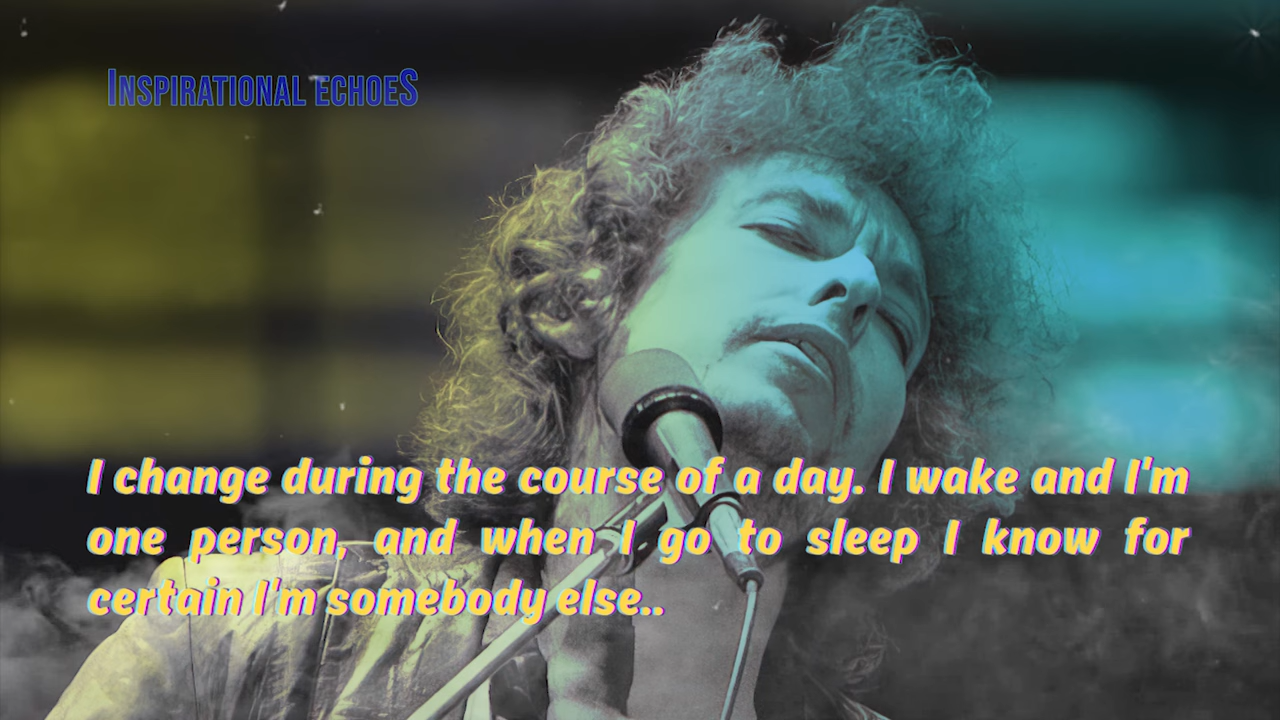 INSPIRATIONAL ECHOES
I change during the course of a day. I wake and I'm
one person, and when I go to sleep I know for
certain I'm somebody else..